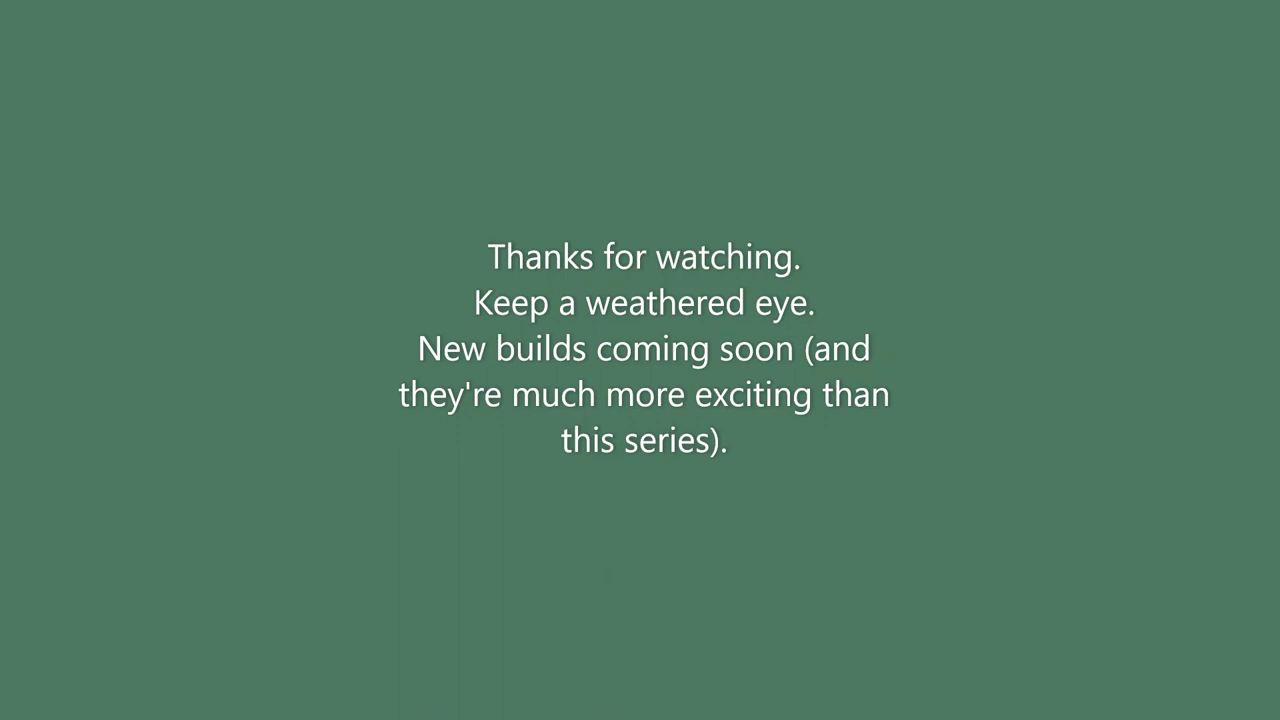 Thanks for watching.
Keep a weathered eye.
New builds coming soon (and
they're much more exciting than
this series).